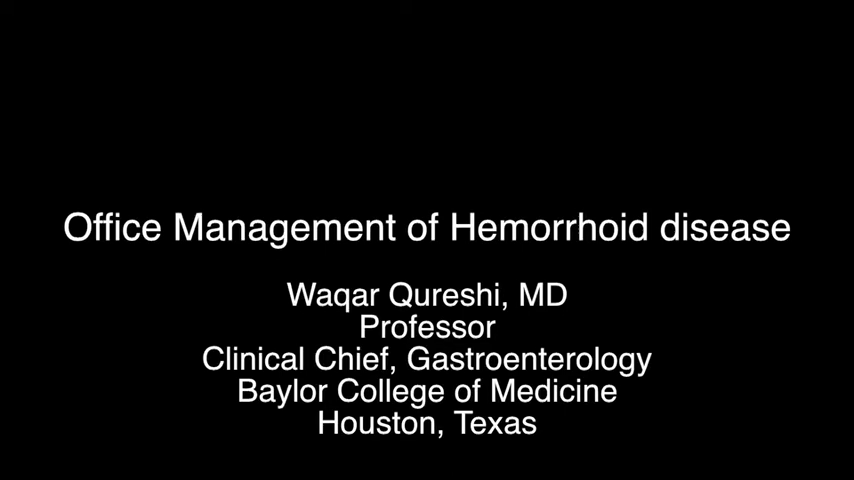 Office Management of Hemorrhoid disease
Waqar Qureshi, MD
Professor
Clinical Chief, Gastroenterology
Baylor College of Medicine
Houston, Texas